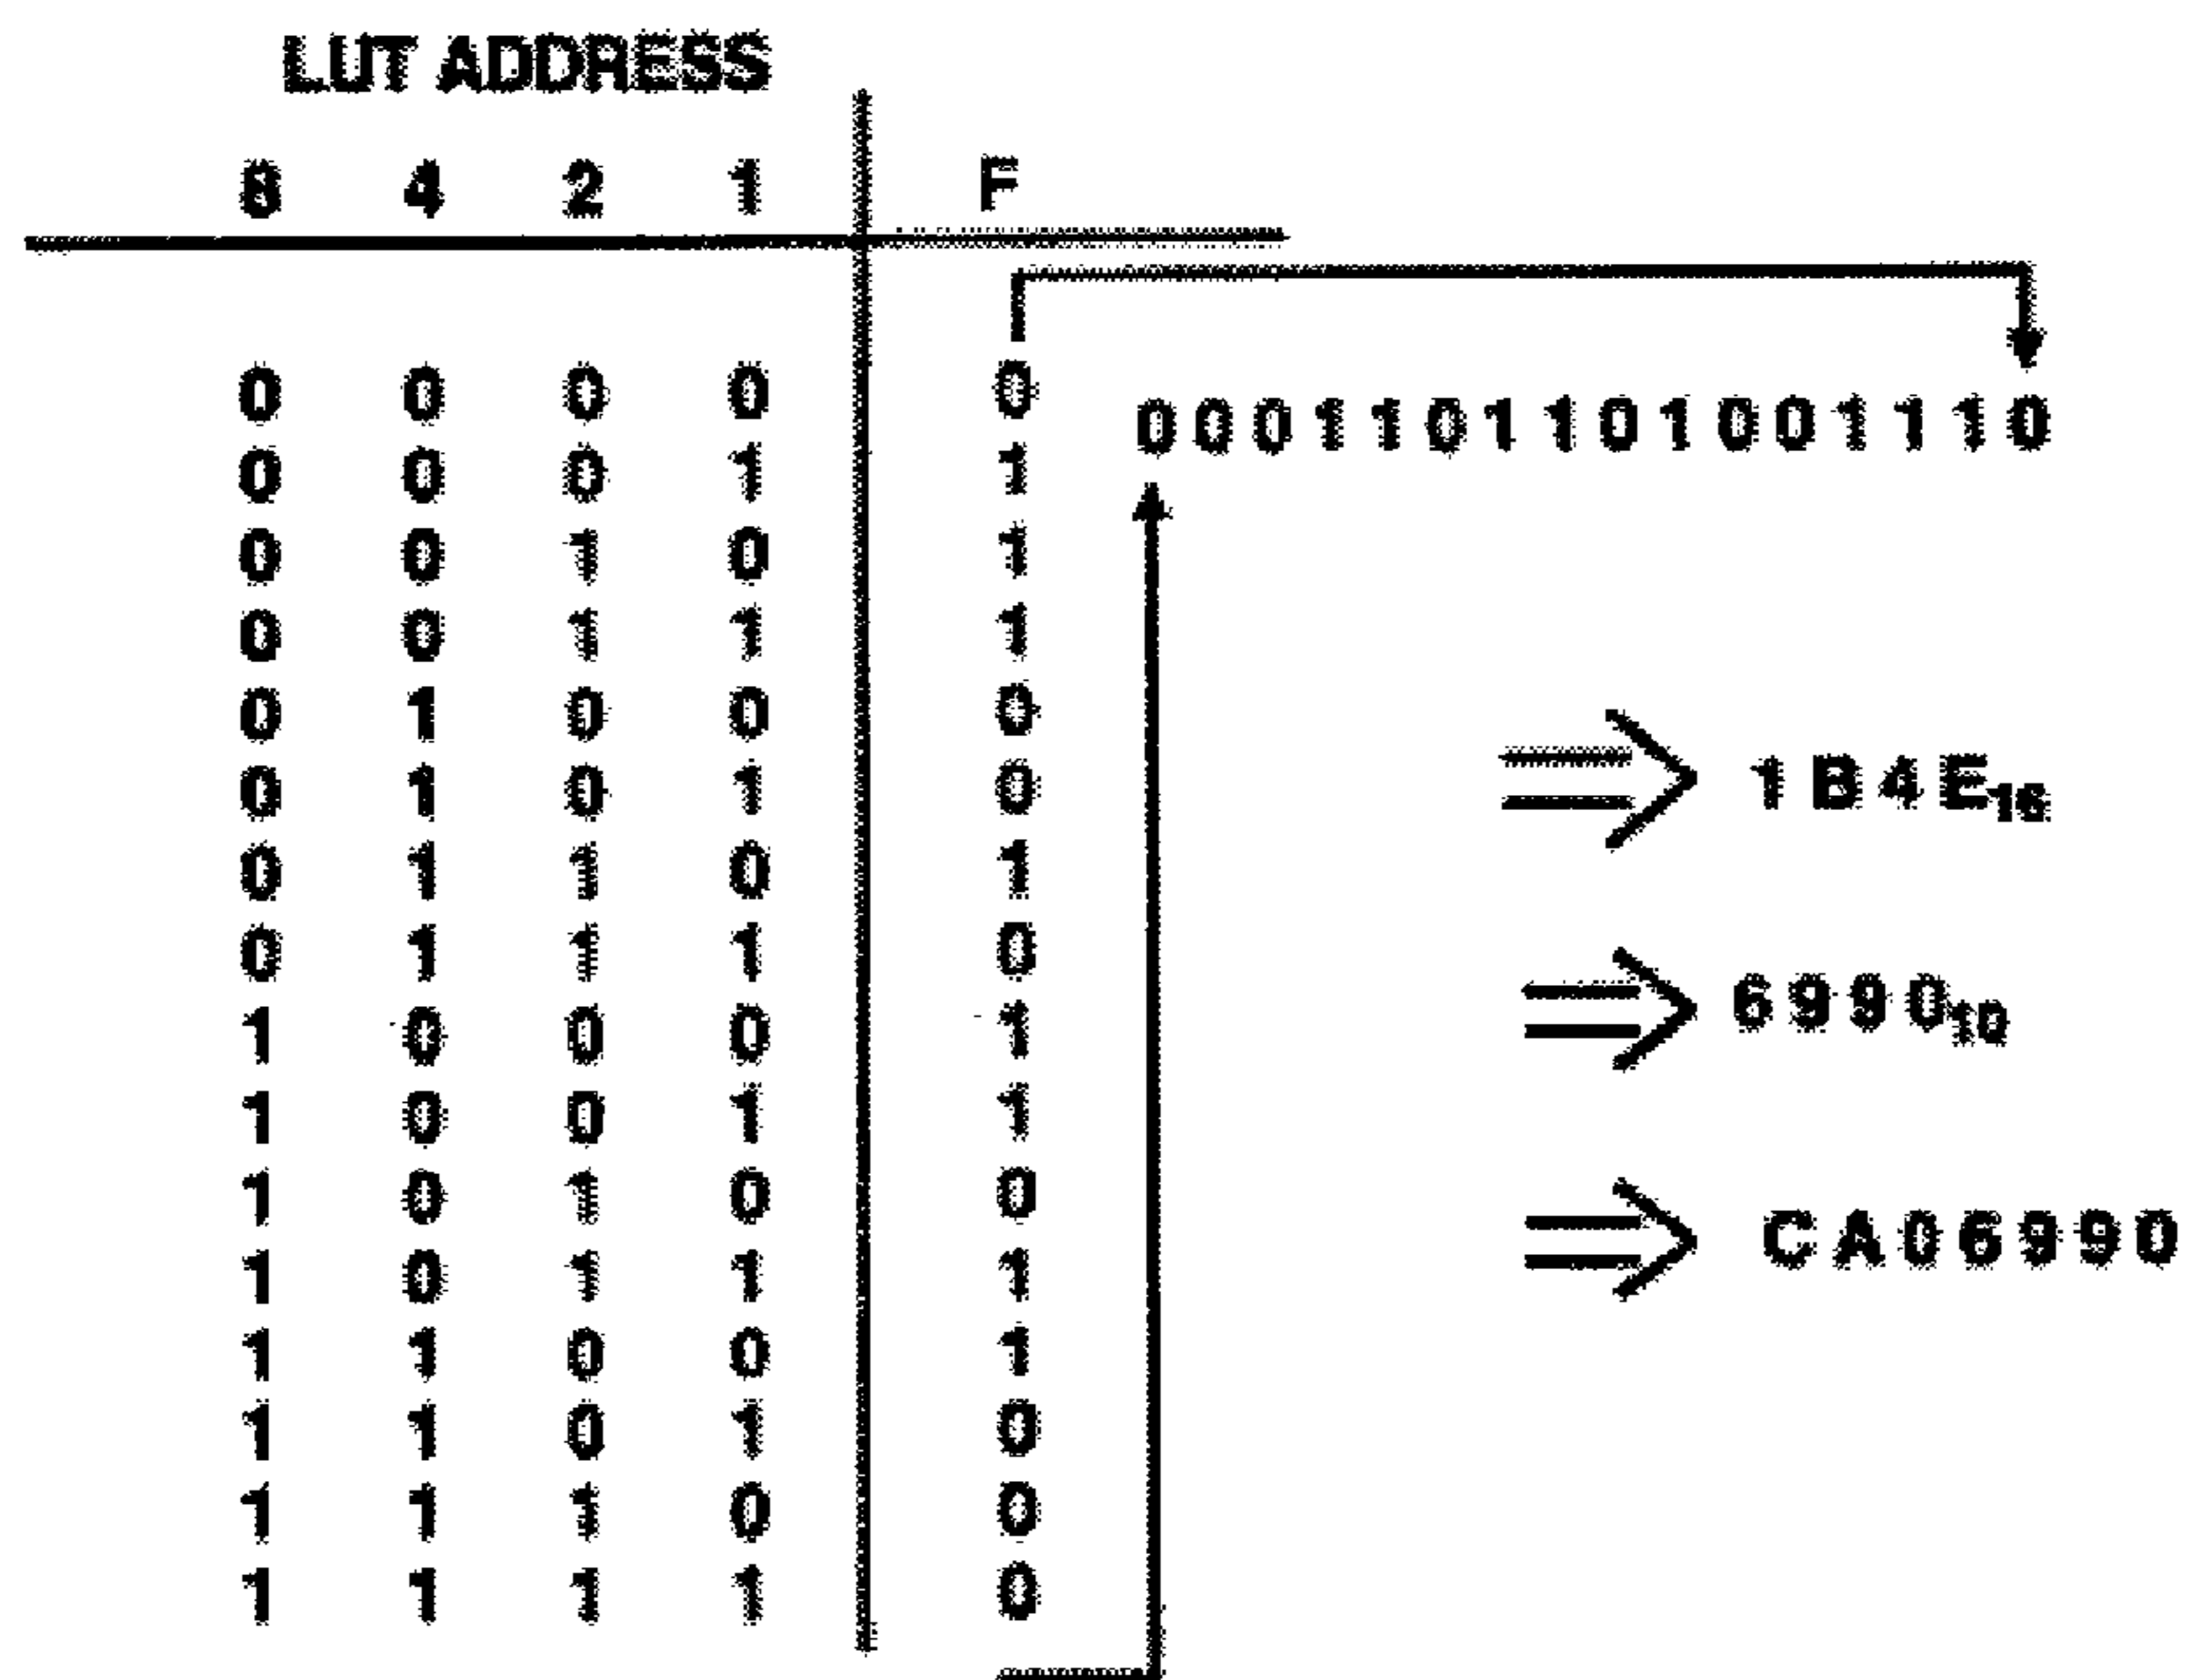 LUT ADDRESS
8 4 2 1 F
0 0 0 0 0
0001101101001110
0 0 0 1 1
0 0 1 0 1
0 0 1 1 1
0 1 0 0 0
0 1 0 1 0
1B4E16
0 1 1 0 1
0 1 1 1 0
1 0 0 0 1
699010
1 0 0 1 1
1 0 1 0 0
1 0 1 1 1
CA06990
1 1 0 0 1
1 1 0 1 0
1 1 1 0 0
1 1 1 1 0